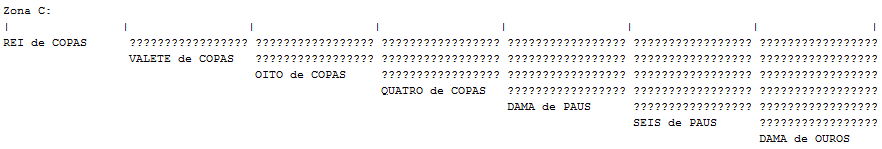 Zona C:
| | | | | | | |
REI de COPAS ????????????????? ????????????????? ????????????????? ????????????????? ????????????????? ?????????????????
VALETE de COPAS ????????????????? ????????????????? ????????????????? ????????????????? ?????????????????
OITO de COPAS ????????????????? ????????????????? ????????????????? ?????????????????
QUATRO de COPAS ????????????????? ????????????????? ?????????????????
DAMA de PAUS ????????????????? ?????????????????
SEIS de PAUS ?????????????????
DAMA de OUROS